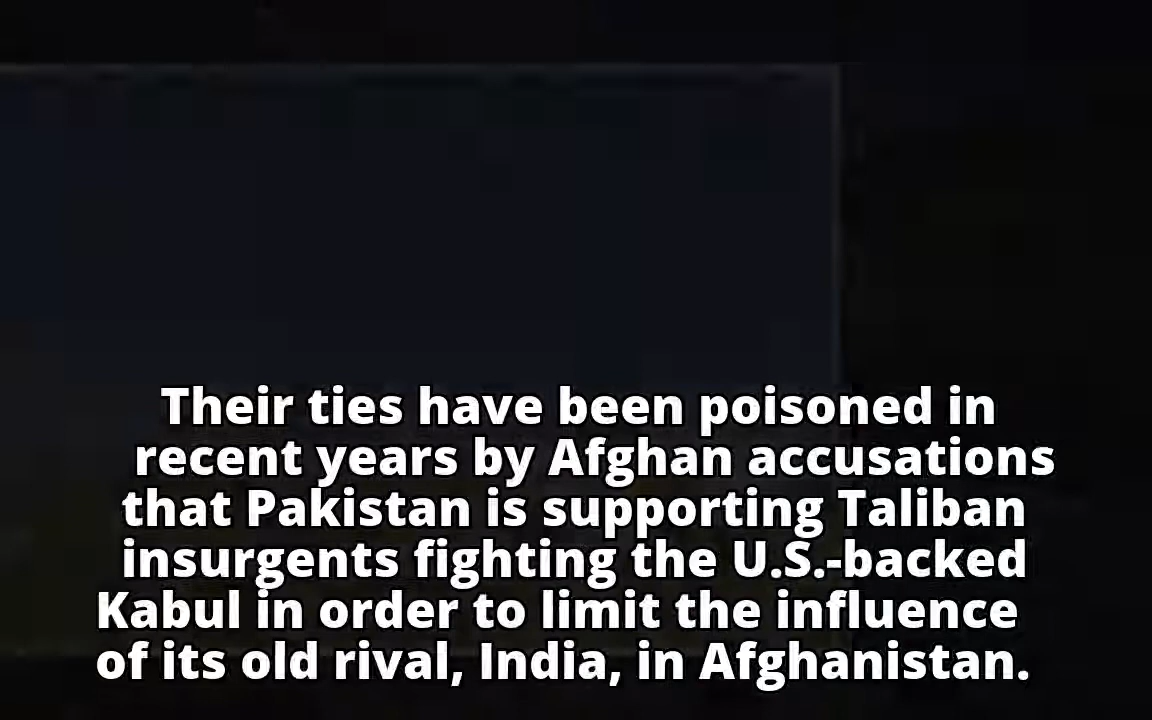 Their ties have been poisoned in
recent years by Afghan accusations
that Pakistan is supporting Taliban
insurgents fighting the U.S.-backed
Kabul in order to limit the influence
of its old rival, India, in Afghanistan.